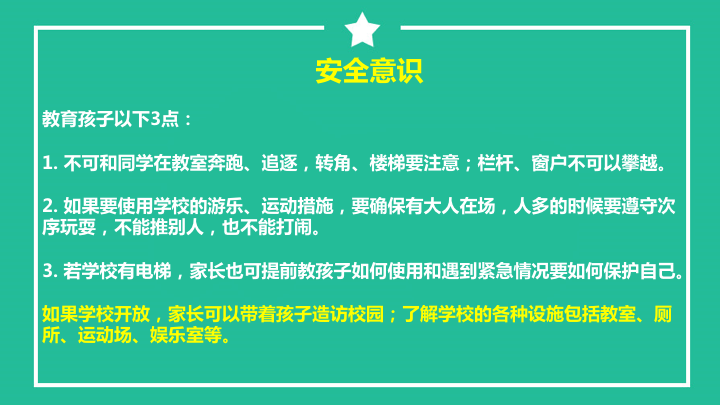 安全意识
教育孩子以下3点：
1. 不可和同学在教室奔跑、追逐，转角、楼梯要注意；栏杆、窗户不可以攀越。
2. 如果要使用学校的游乐、运动措施，要确保有大人在场，人多的时候要遵守次
序玩耍，不能推别人，也不能打闹。
3. 若学校有电梯，家长也可提前教孩子如何使用和遇到紧急情况要如何保护自己。
如果学校开放，家长可以带着孩子造访校园；了解学校的各种设施包括教室、厕
所、运动场、娱乐室等。